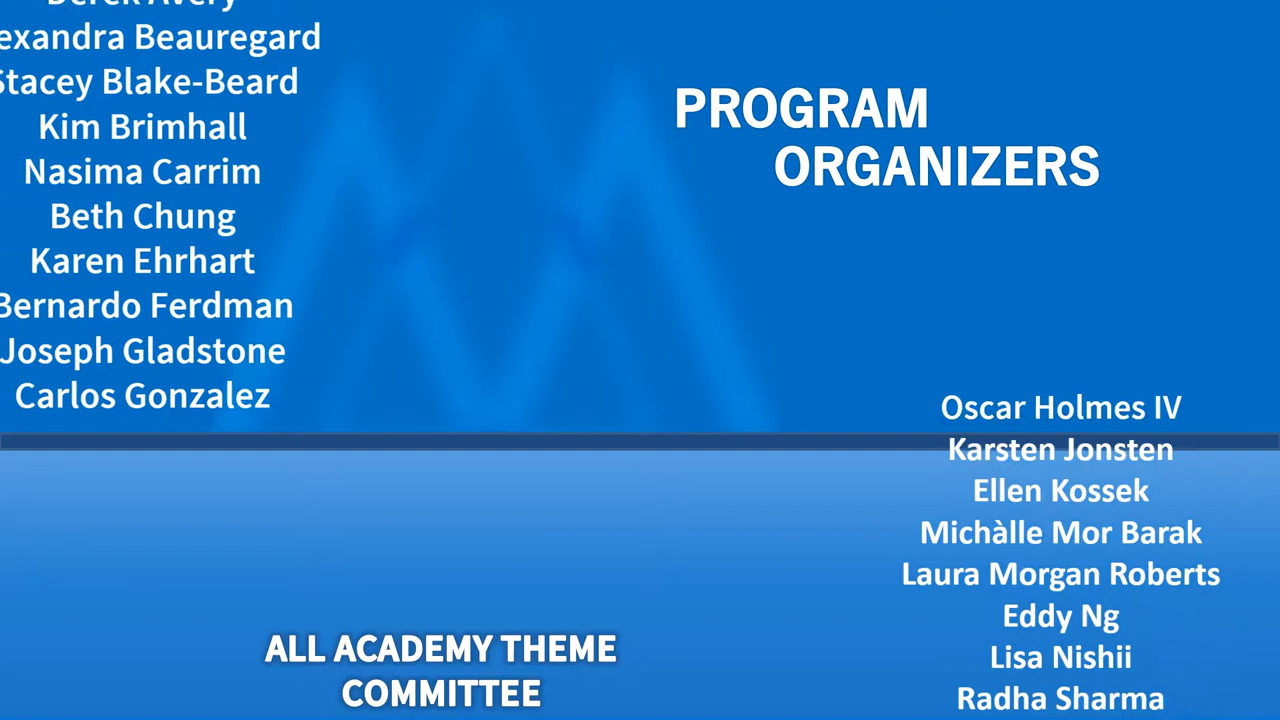 Derek Avery
exandra Beauregard
Stacey Blake-Beard
Kim Brimhall
Nasima Carrim
Beth Chung
Karen Ehrhart
Bernardo Ferdman
Joseph Gladstone
Carlos Gonzalez
PROGRAM
ORGANIZERS
Oscar Holmes IV
Karsten Jonsten
Ellen Kossek
Michàlle Mor Barak
Laura Morgan Roberts
Eddy Ng
Lisa Nishii
Radha Sharma
ALL ACADEMY THEME
COMMITTEE